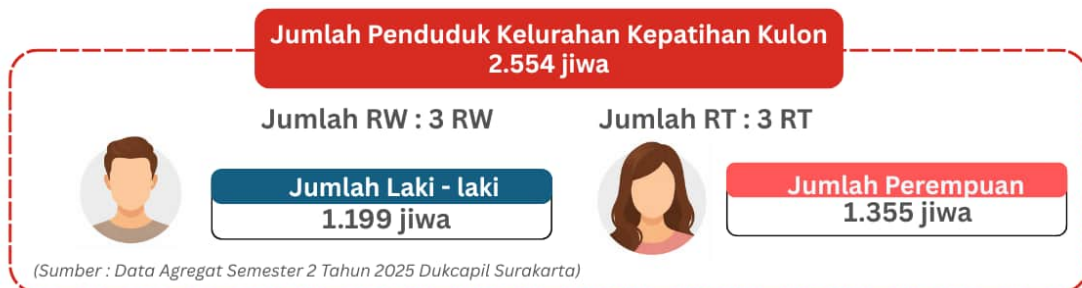 Jumlah Penduduk Kelurahan Kepatihan Kulon
2.554 jiwa
Jumlah RW : 3 RW
Jumlah RT : 3 RT
Jumlah Laki - laki
1.199 jiwa
Jumlah Perempuan
1.355 jiwa
(Sumber : Data Agregat Semester 2 Tahun 2025 Dukcapil Surakarta)